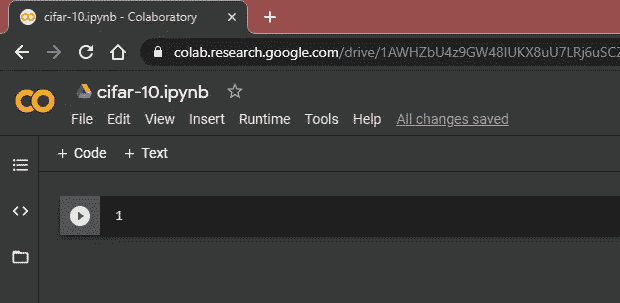 cifar-10.ipynb - Colaboratory
colab.research.google.com/drive/1AWHZbU4z9GW48IUKX8uU7LRj6uSCZ
cifar-10.ipynb
File Edit View Insert Runtime Tools Help All changes saved
+ Code + Text
1